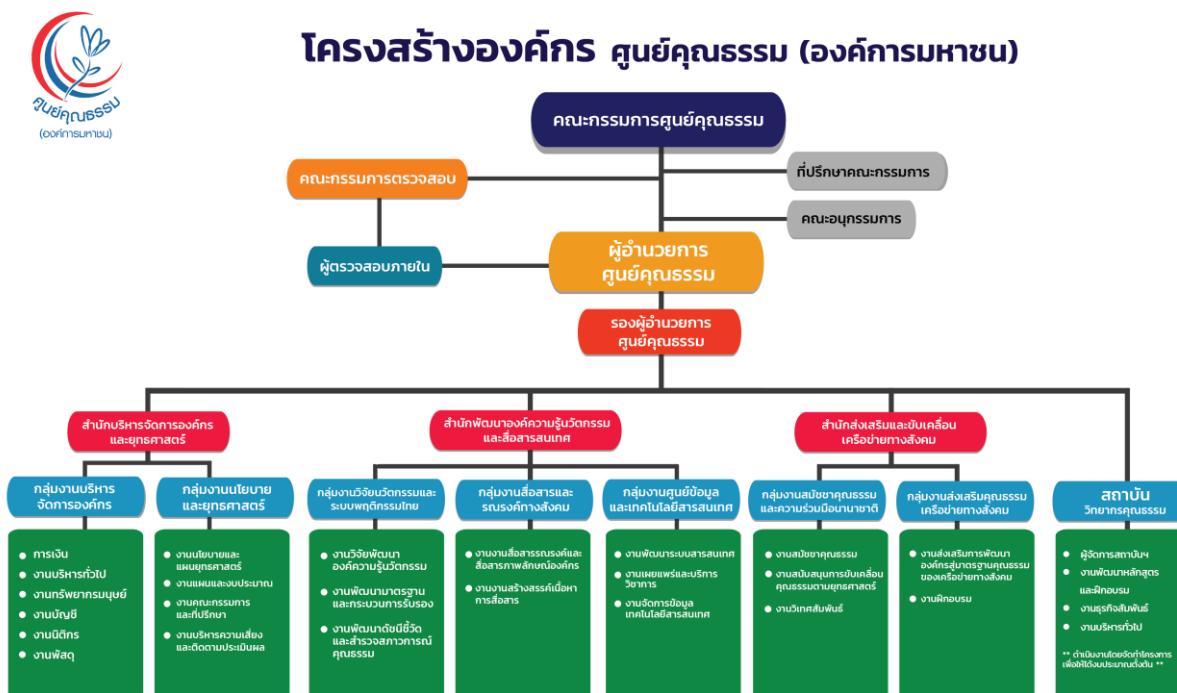 ศูนย์คุณธรรม
(องค์การมหาชน)
โครงสร้างองค์กร ศูนย์คุณธรรม (องค์การมหาชน)
คณะกรรมการศูนย์คุณธรรม
คณะกรรมการตรวจสอบ
ที่ปรึกษาคณะกรรมการ
คณะอนุกรรมการ
ผู้ตรวจสอบภายใน
ผู้อำนวยการ
ศูนย์คุณธรรม
รองผู้อำนวยการ
ศูนย์คุณธรรม
สำนักบริหารจัดการองค์กร
และยุทธศาสตร์
สำนักพัฒนาองค์ความรู้นวัตกรรม
และสื่อสารสนเทศ
สำนักส่งเสริมและขับเคลื่อน
เครือข่ายทางสังคม
กลุ่มงานบริหาร
จัดการองค์กร
• การเงิน
• งานบริหารทั่วไป
• งานทรัพยากรมนุษย์
• งานบัญชี
• งานนิติกร
• งานพัสดุ
กลุ่มงานนโยบาย
และยุทธศาสตร์
• งานนโยบายและ
แผนยุทธศาสตร์
• งานแผนและงบประมาณ
• งานคณะกรรมการ
และที่ปรึกษา
• งานบริหารความเสี่ยง
และติดตามประเมินผล
กลุ่มงานวิจัยนวัตกรรมและ
ระบบพฤติกรรมไทย
• งานวิจัยพัฒนา
องค์ความรู้นวัตกรรม
• งานพัฒนามาตรฐาน
และกระบวนการรับรอง
• งานพัฒนาดัชนีชี้วัด
และสำรวจสภาวการณ์
คุณธรรม
กลุ่มงานสื่อสารและ
รณรงค์ทางสังคม
• งานงานสื่อสารรณรงค์และ
สื่อสารภาพลักษณ์องค์กร
• งานงานสร้างสรรค์เนื้อหา
การสื่อสาร
กลุ่มงานศูนย์ข้อมูล
และเทคโนโลยีสารสนเทศ
• งานพัฒนาระบบสารสนเทศ
• งานเผยแพร่และบริการ
วิชาการ
• งานจัดการข้อมูล
เทคโนโลยีสารสนเทศ
กลุ่มงานสมัชชาคุณธรรม
และความร่วมมือนานาชาติ
• งานสมัชชาคุณธรรม
• งานสนับสนุนการขับเคลื่อน
คุณธรรมตามยุทธศาสตร์
• งานวิเทศสัมพันธ์
กลุ่มงานส่งเสริมคุณธรรม
เครือข่ายทางสังคม
• งานส่งเสริมการพัฒนา
องค์กรสู่มาตรฐานคุณธรรม
ของเครือข่ายทางสังคม
• งานฝึกอบรม
สถาบัน
วิทยากรคุณธรรม
• ผู้จัดการสถาบันฯ
• งานพัฒนาหลักสูตร
และฝึกอบรม
• งานธุรกิจสัมพันธ์
• งานบริหารทั่วไป
** ดำเนินงานโดยจัดทำโครงการ
เพื่อให้ได้งบประมาณตั้งต้น **